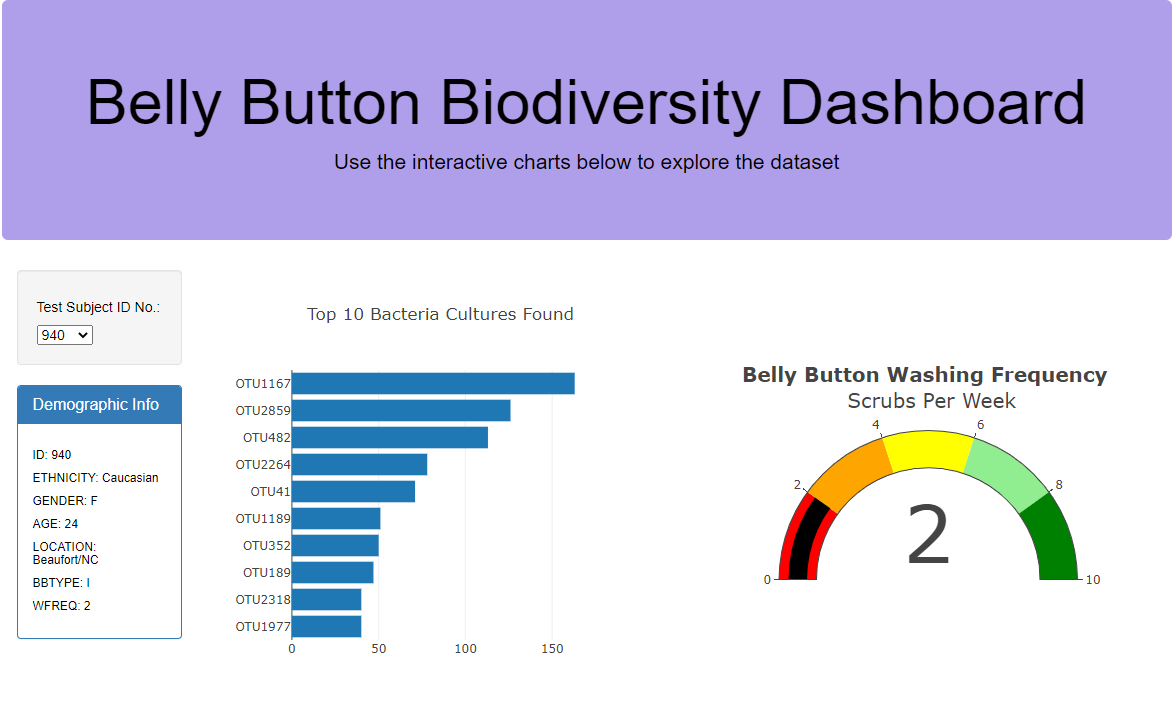 Belly Button Biodiversity Dashboard
Use the interactive charts below to explore the dataset
Test Subject ID No.:
940
Demographic Info
ID: 940
ETHNICITY: Caucasian
GENDER: F
AGE: 24
LOCATION:
Beaufort/NC
BBTYPE: I
WFREQ: 2
Top 10 Bacteria Cultures Found
OTU1167
OTU2859
OTU482
OTU2264
OTU41
OTU1189
OTU352
OTU189
OTU2318
OTU1977
0 50 100 150
Belly Button Washing Frequency
Scrubs Per Week
4 6
2 8
2
0 10